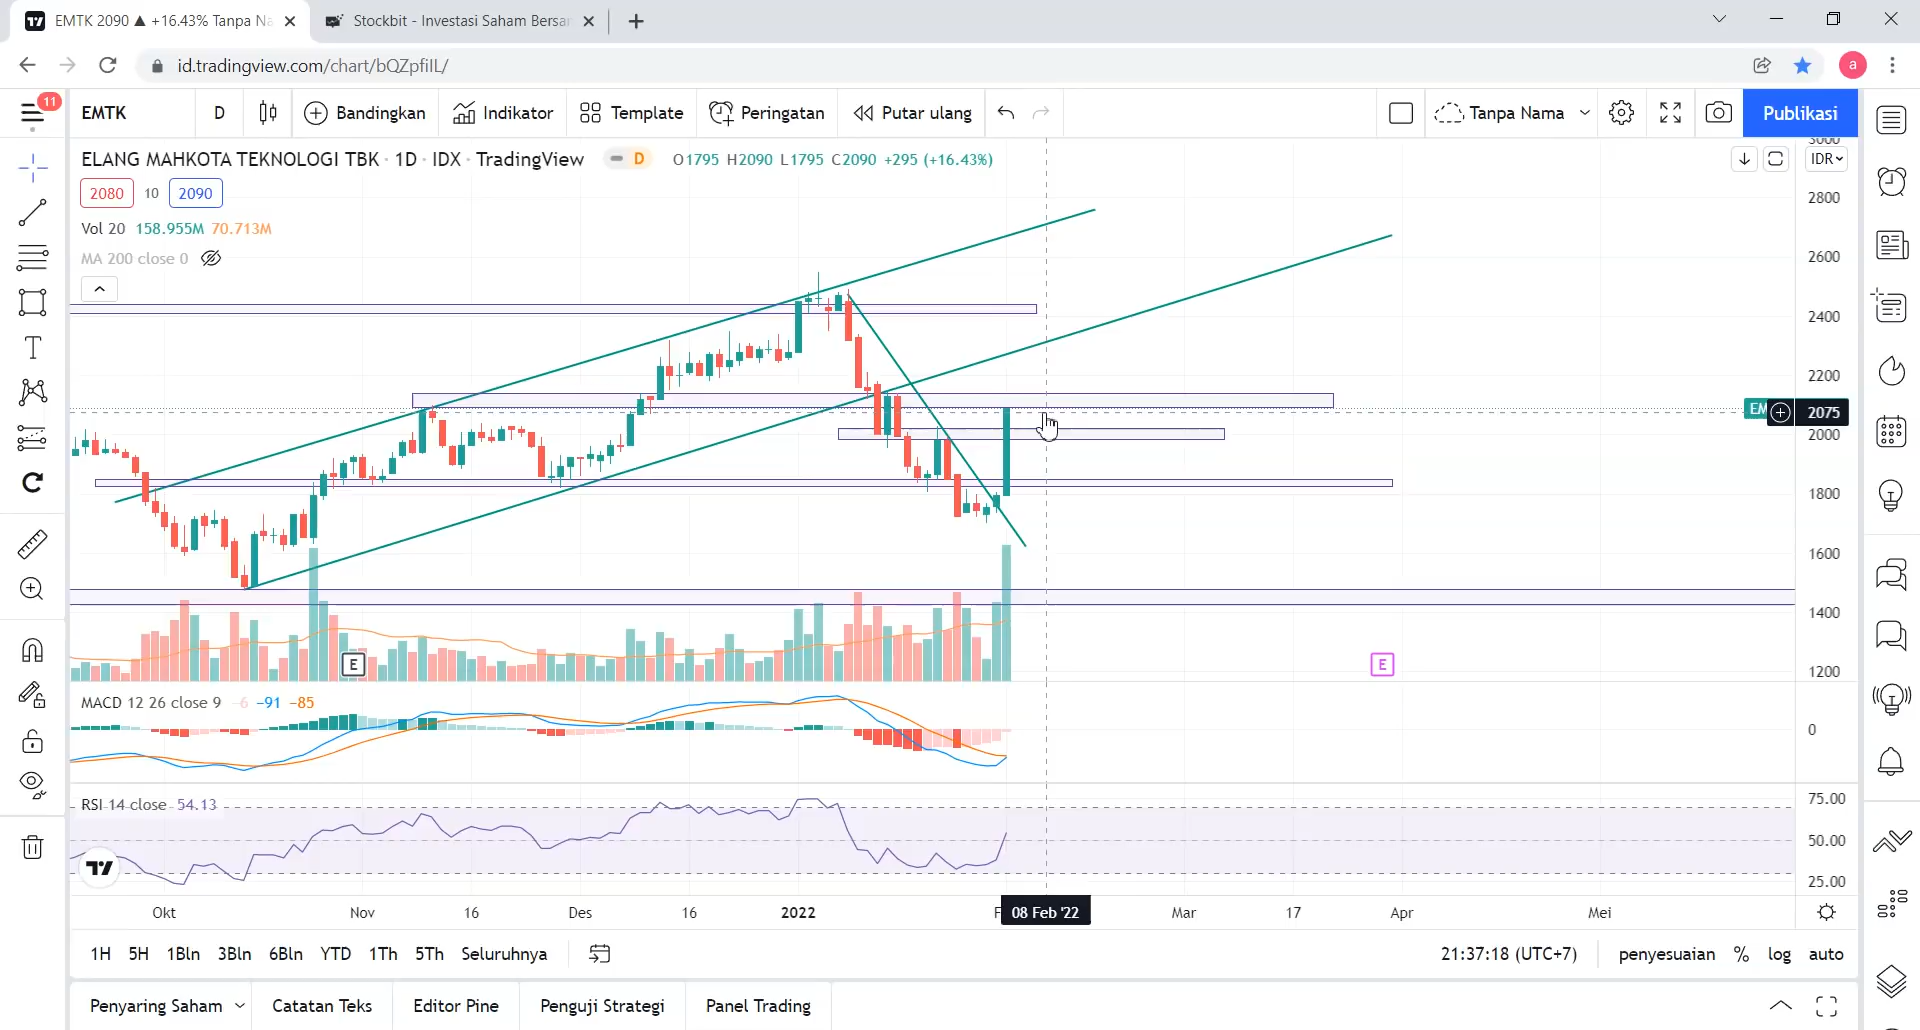 EMTK 2090 ▲ +16.43% Tanpa Na
Stockbit - Investasi Saham Bersam
id.tradingview.com/chart/bQZpfilL/
a
11
EMTK
D
Bandingkan
Indikator
Template
Peringatan
Putar ulang
Tanpa Nama
Publikasi
ELANG MAHKOTA TEKNOLOGI TBK · 1D · IDX · TradingView
D
O1795 H2090 L1795 C2090 +295 (+16.43%)
IDR
2080 10 2090
Vol 20 158.955M 70.713M
MA 200 close 0
3000
2800
2600
2400
2200
EM
2075
2000
1800
1600
1400
1200
E
E
MACD 12 26 close 9 −6 −91 −85
0
RSI 14 close 54.13
75.00
50.00
25.00
Okt Nov 16 Des 16 2022 F 08 Feb '22 Mar 17 Apr Mei
1H 5H 1Bln 3Bln 6Bln YTD 1Th 5Th Seluruhnya
21:37:18 (UTC+7)
penyesuaian % log auto
Penyaring Saham
Catatan Teks
Editor Pine
Penguji Strategi
Panel Trading